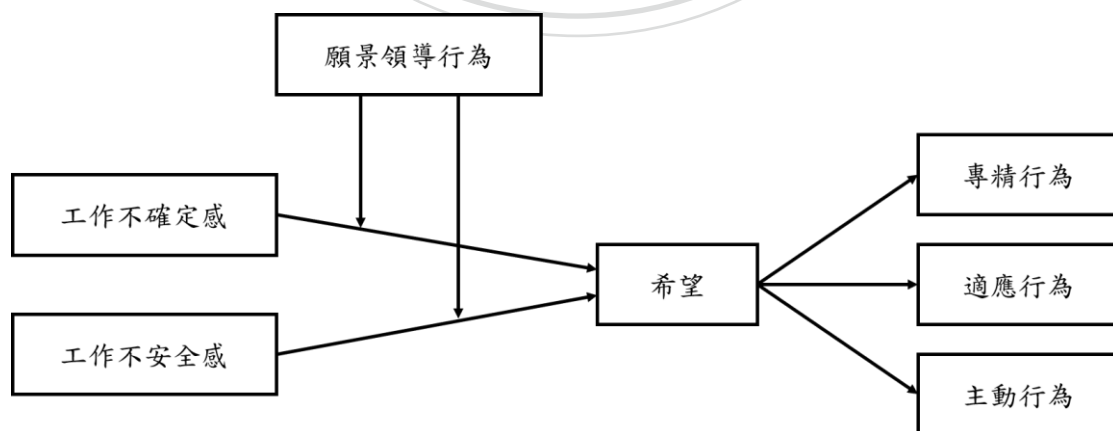 願景領導行為
工作不確定感
工作不安全感
希望
專精行為
適應行為
主動行為